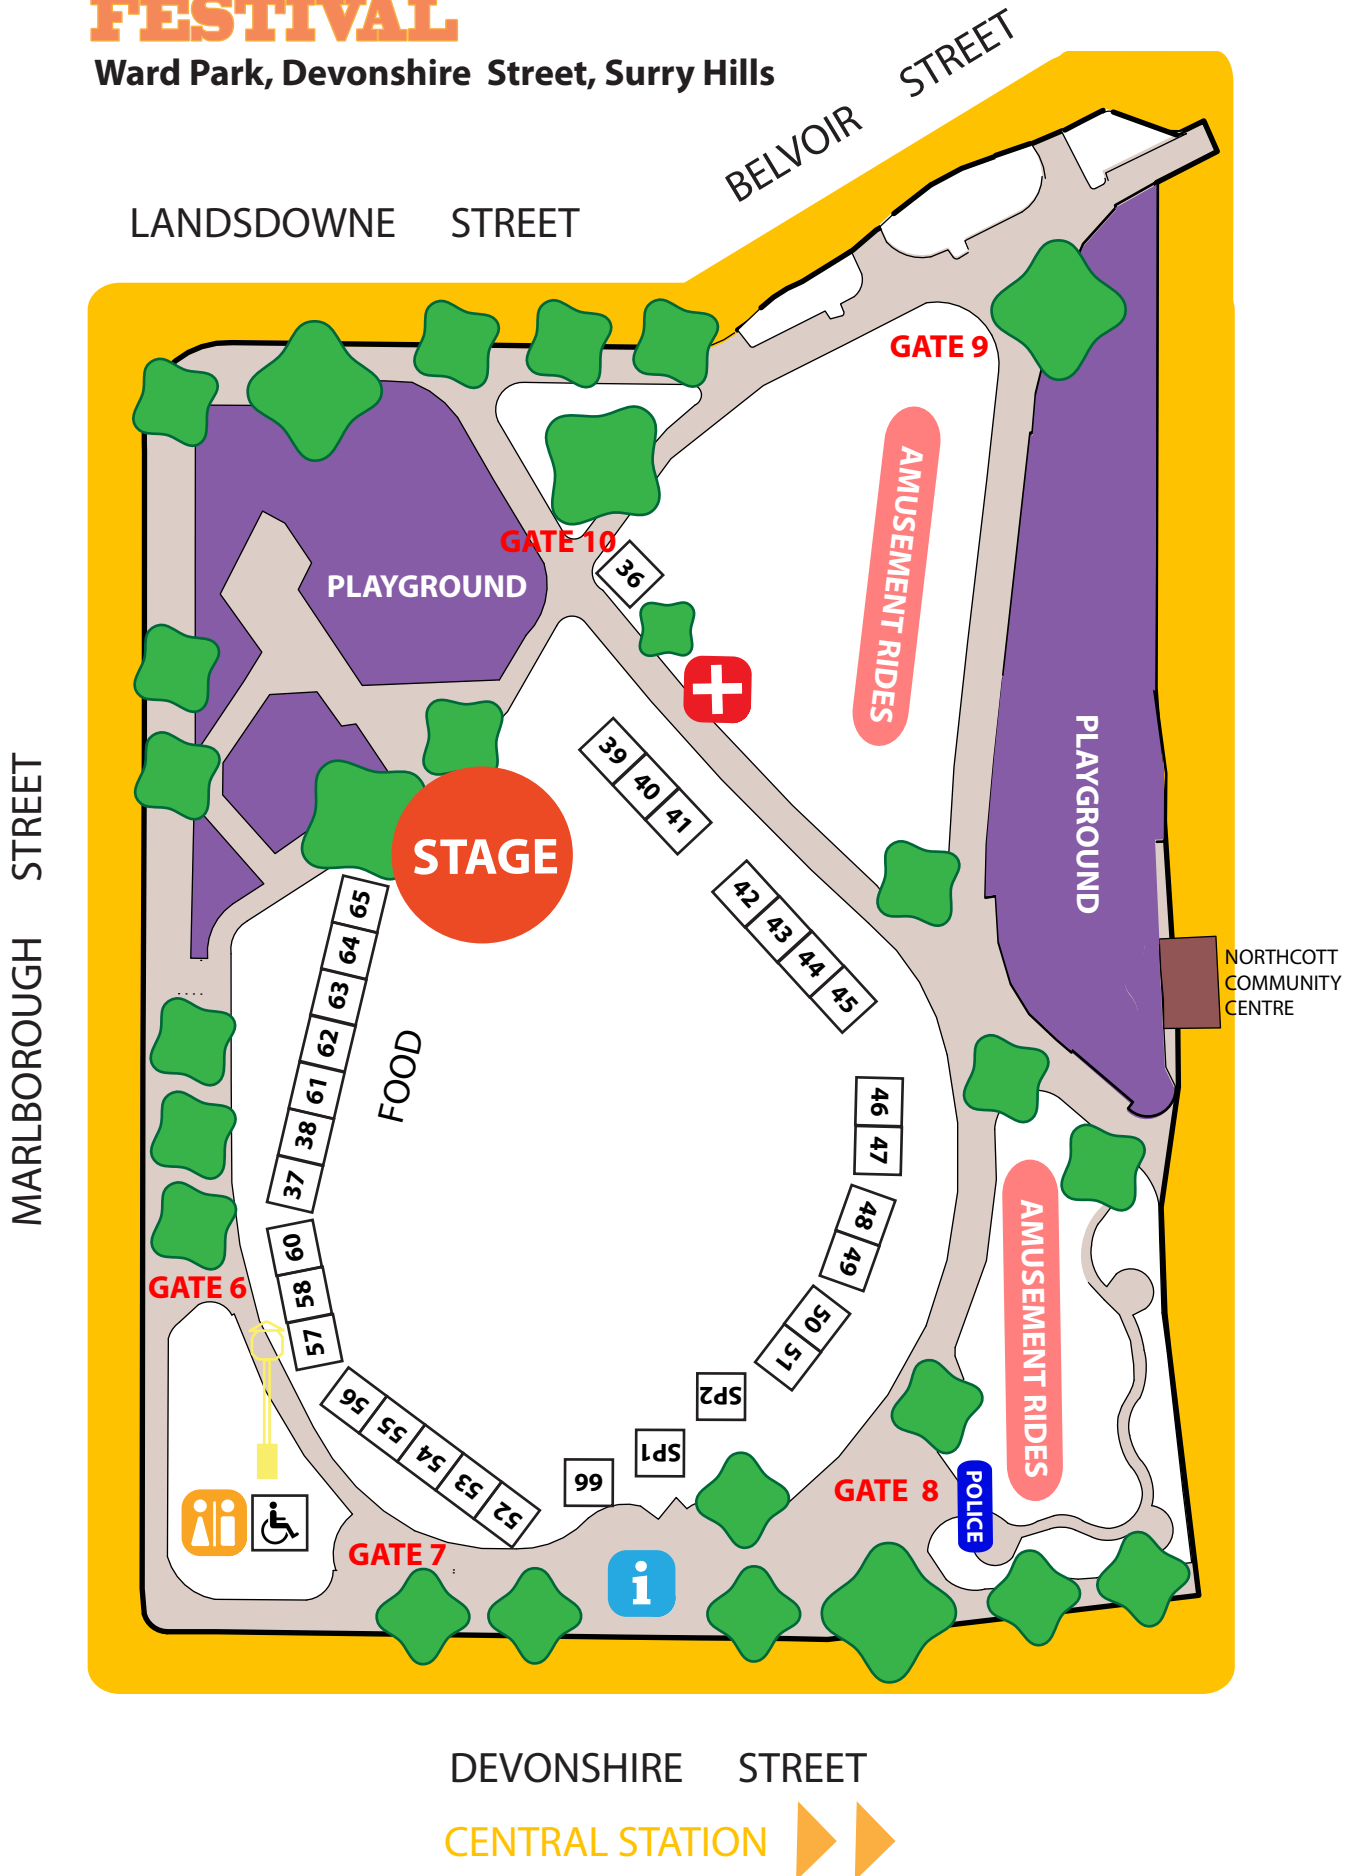 FESTIVAL
Ward Park, Devonshire Street, Surry Hills
BELVOIR STREET
LANDSDOWNE STREET
GATE 9
AMUSEMENT RIDES
GATE 10
36
PLAYGROUND
39
40
41
STAGE
PLAYGROUND
42
43
44
45
65
64
63
62
61
38
37
FOOD
NORTHCOTT
COMMUNITY
CENTRE
MARLBOROUGH STREET
46
47
48
49
50
51
60
58
57
GATE 6
AMUSEMENT RIDES
56
55
54
53
52
SP2
SP1
66
GATE 8
POLICE
GATE 7
i
DEVONSHIRE STREET
CENTRAL STATION